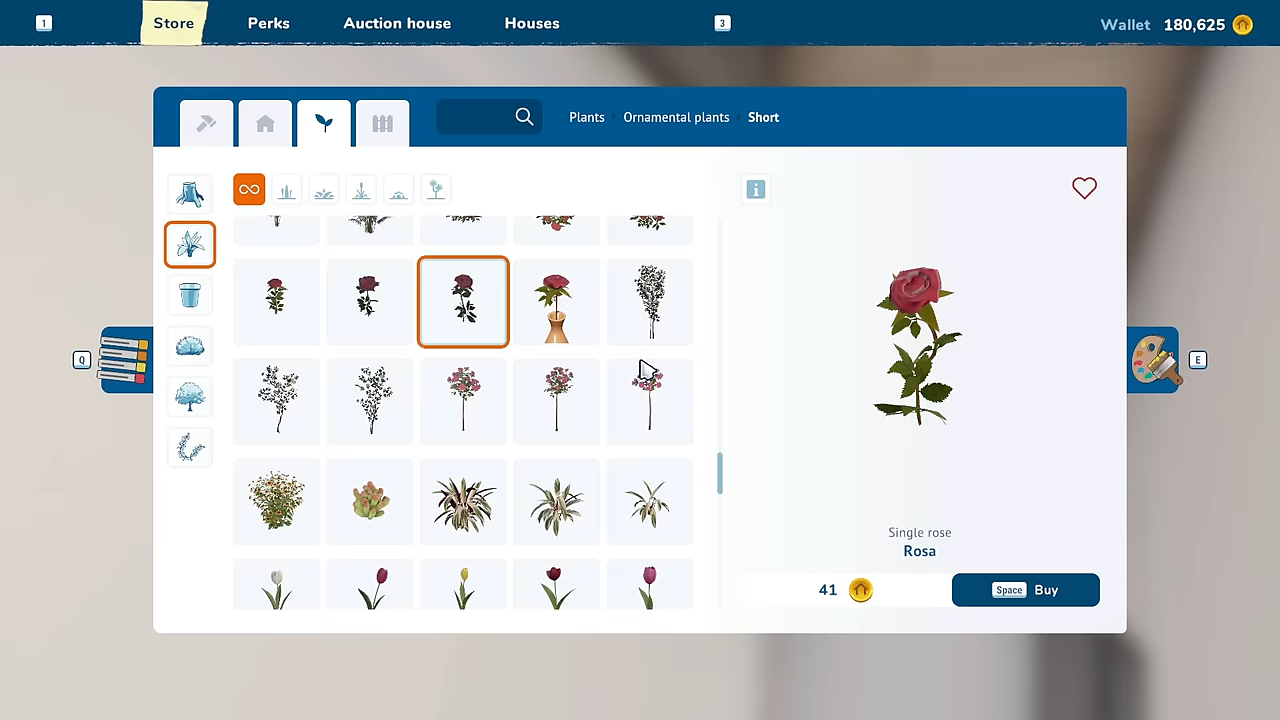 1 Store Perks Auction house Houses 3 Wallet 180,625
Plants Ornamental plants Short
i
Q
E
Single rose
Rosa
41 Space Buy